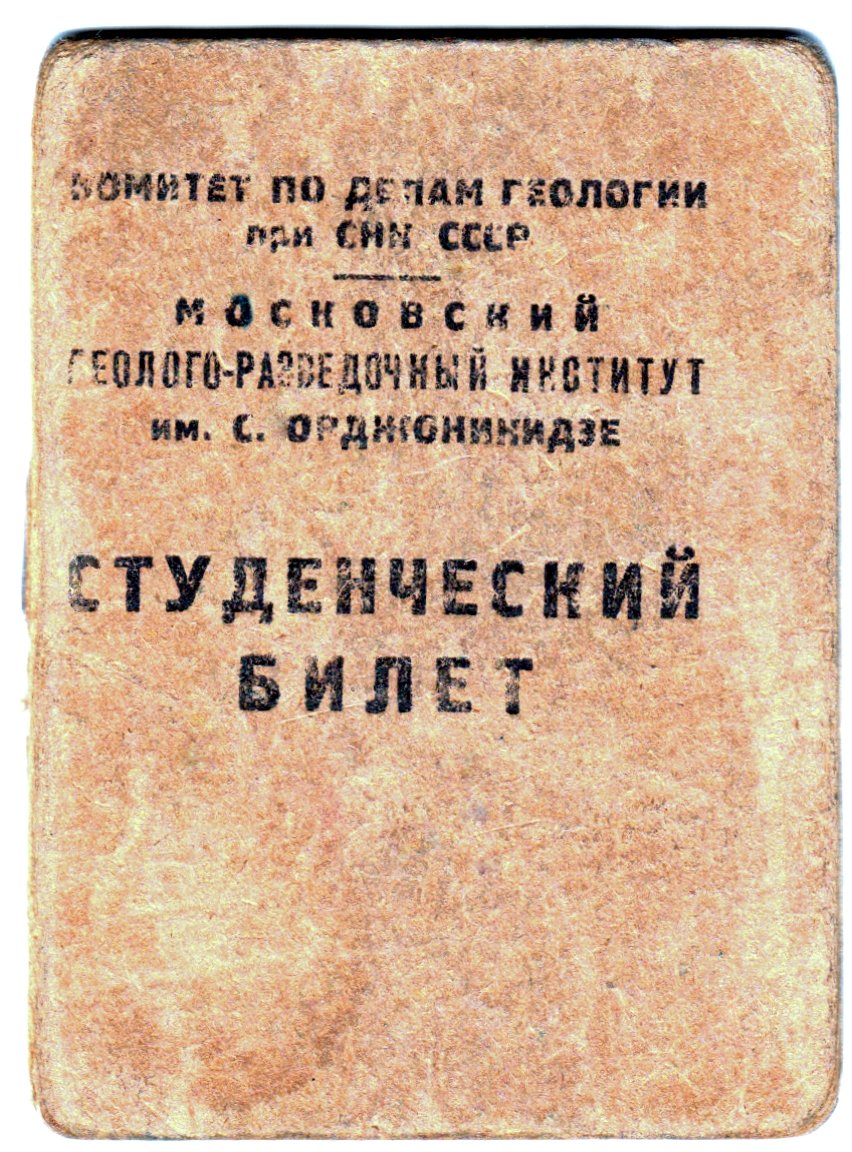 КОМИТЕТ ПО ДЕЛАМ ГЕОЛОГИИ
при СНК СССР
МОСКОВСКИЙ
ГЕОЛОГО-РАЗВЕДОЧНЫЙ ИНСТИТУТ
им. С. ОРДЖОНИКИДЗЕ
СТУДЕНЧЕСКИЙ
БИЛЕТ